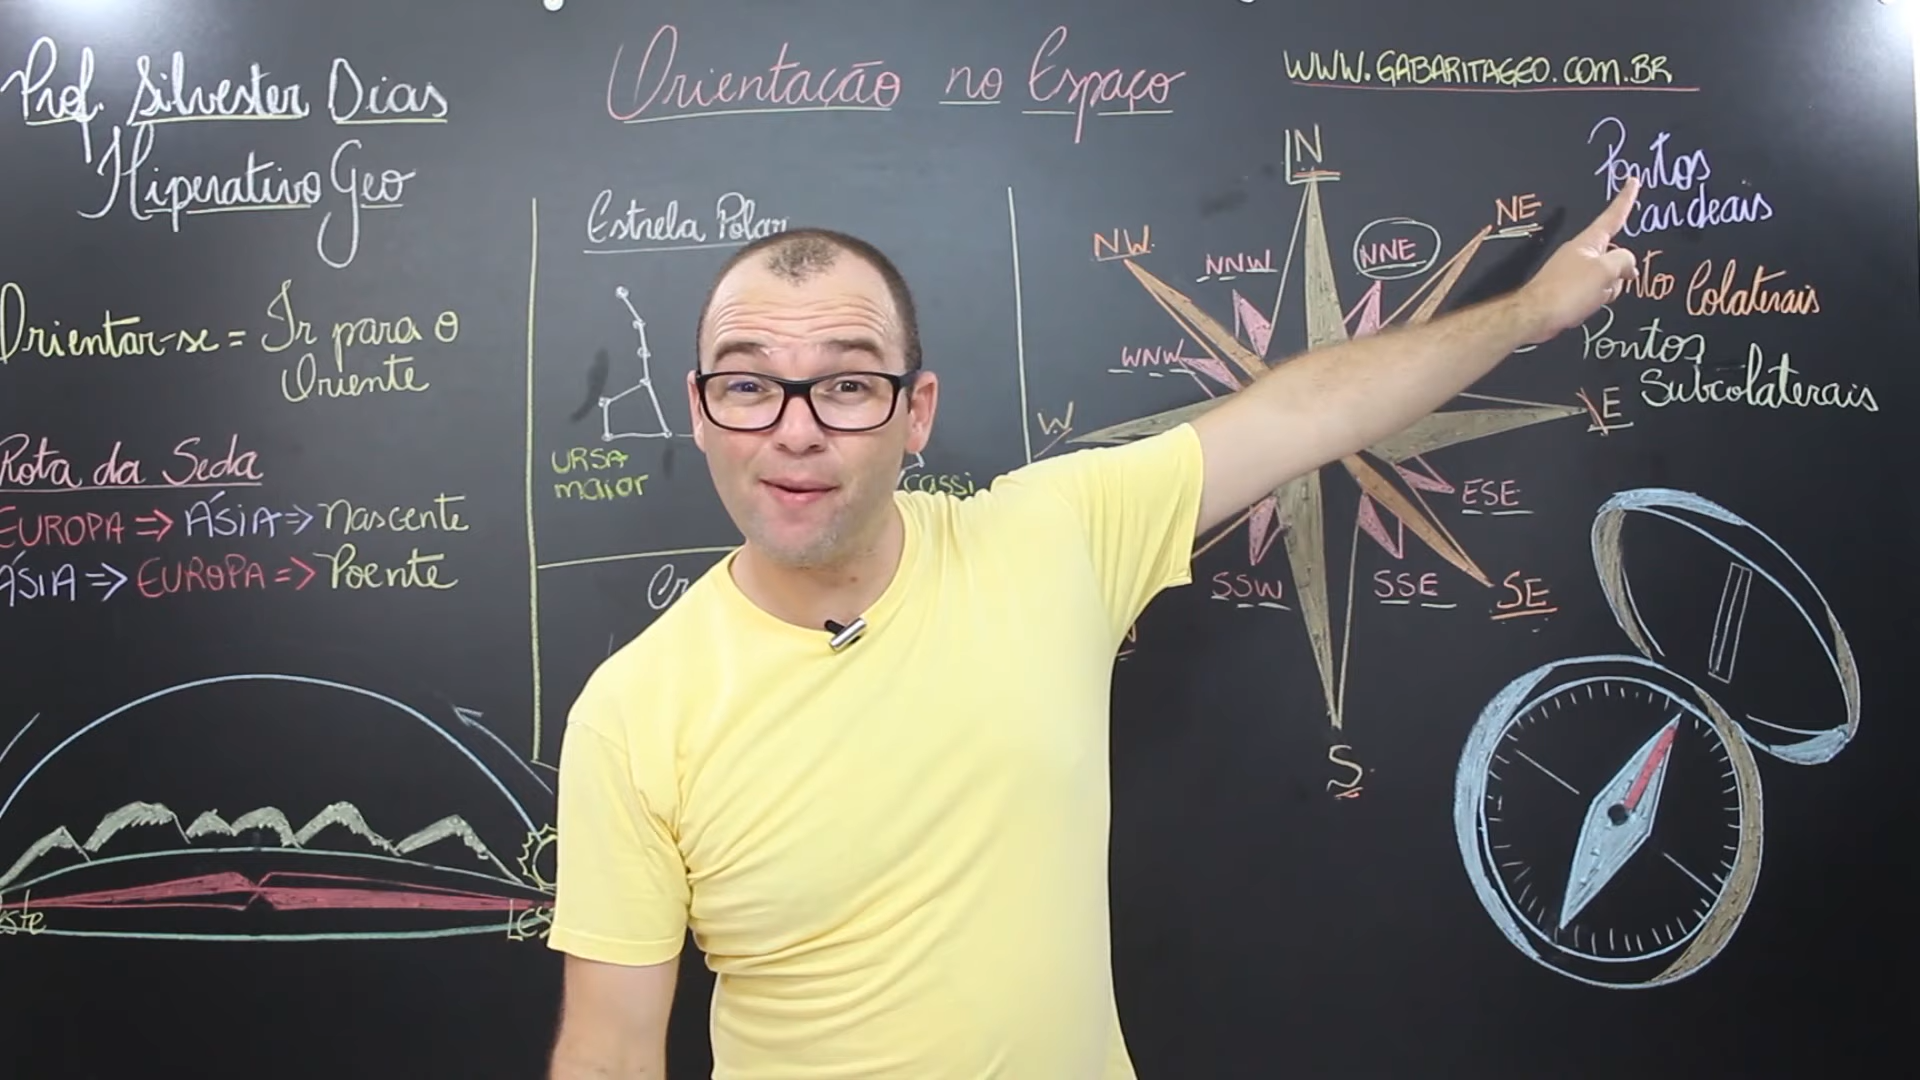 Prof. Silvester Dias
Hiperativo Geo
Orientar-se = Ir para o
Oriente
Rota da Seda
EUROPA => ÁSIA => Nascente
ÁSIA => EUROPA => Poente
Orientação no Espaço
Estrela Polar
URSA
maior
cassi
WWW.GABARITAGEO.COM.BR
N
NE
NNE
NNW
NW
WNW
W
E
ESE
SE
SSE
SSW
S
Pontos
Cardeais
Colaterais
Pontos
Subcolaterais